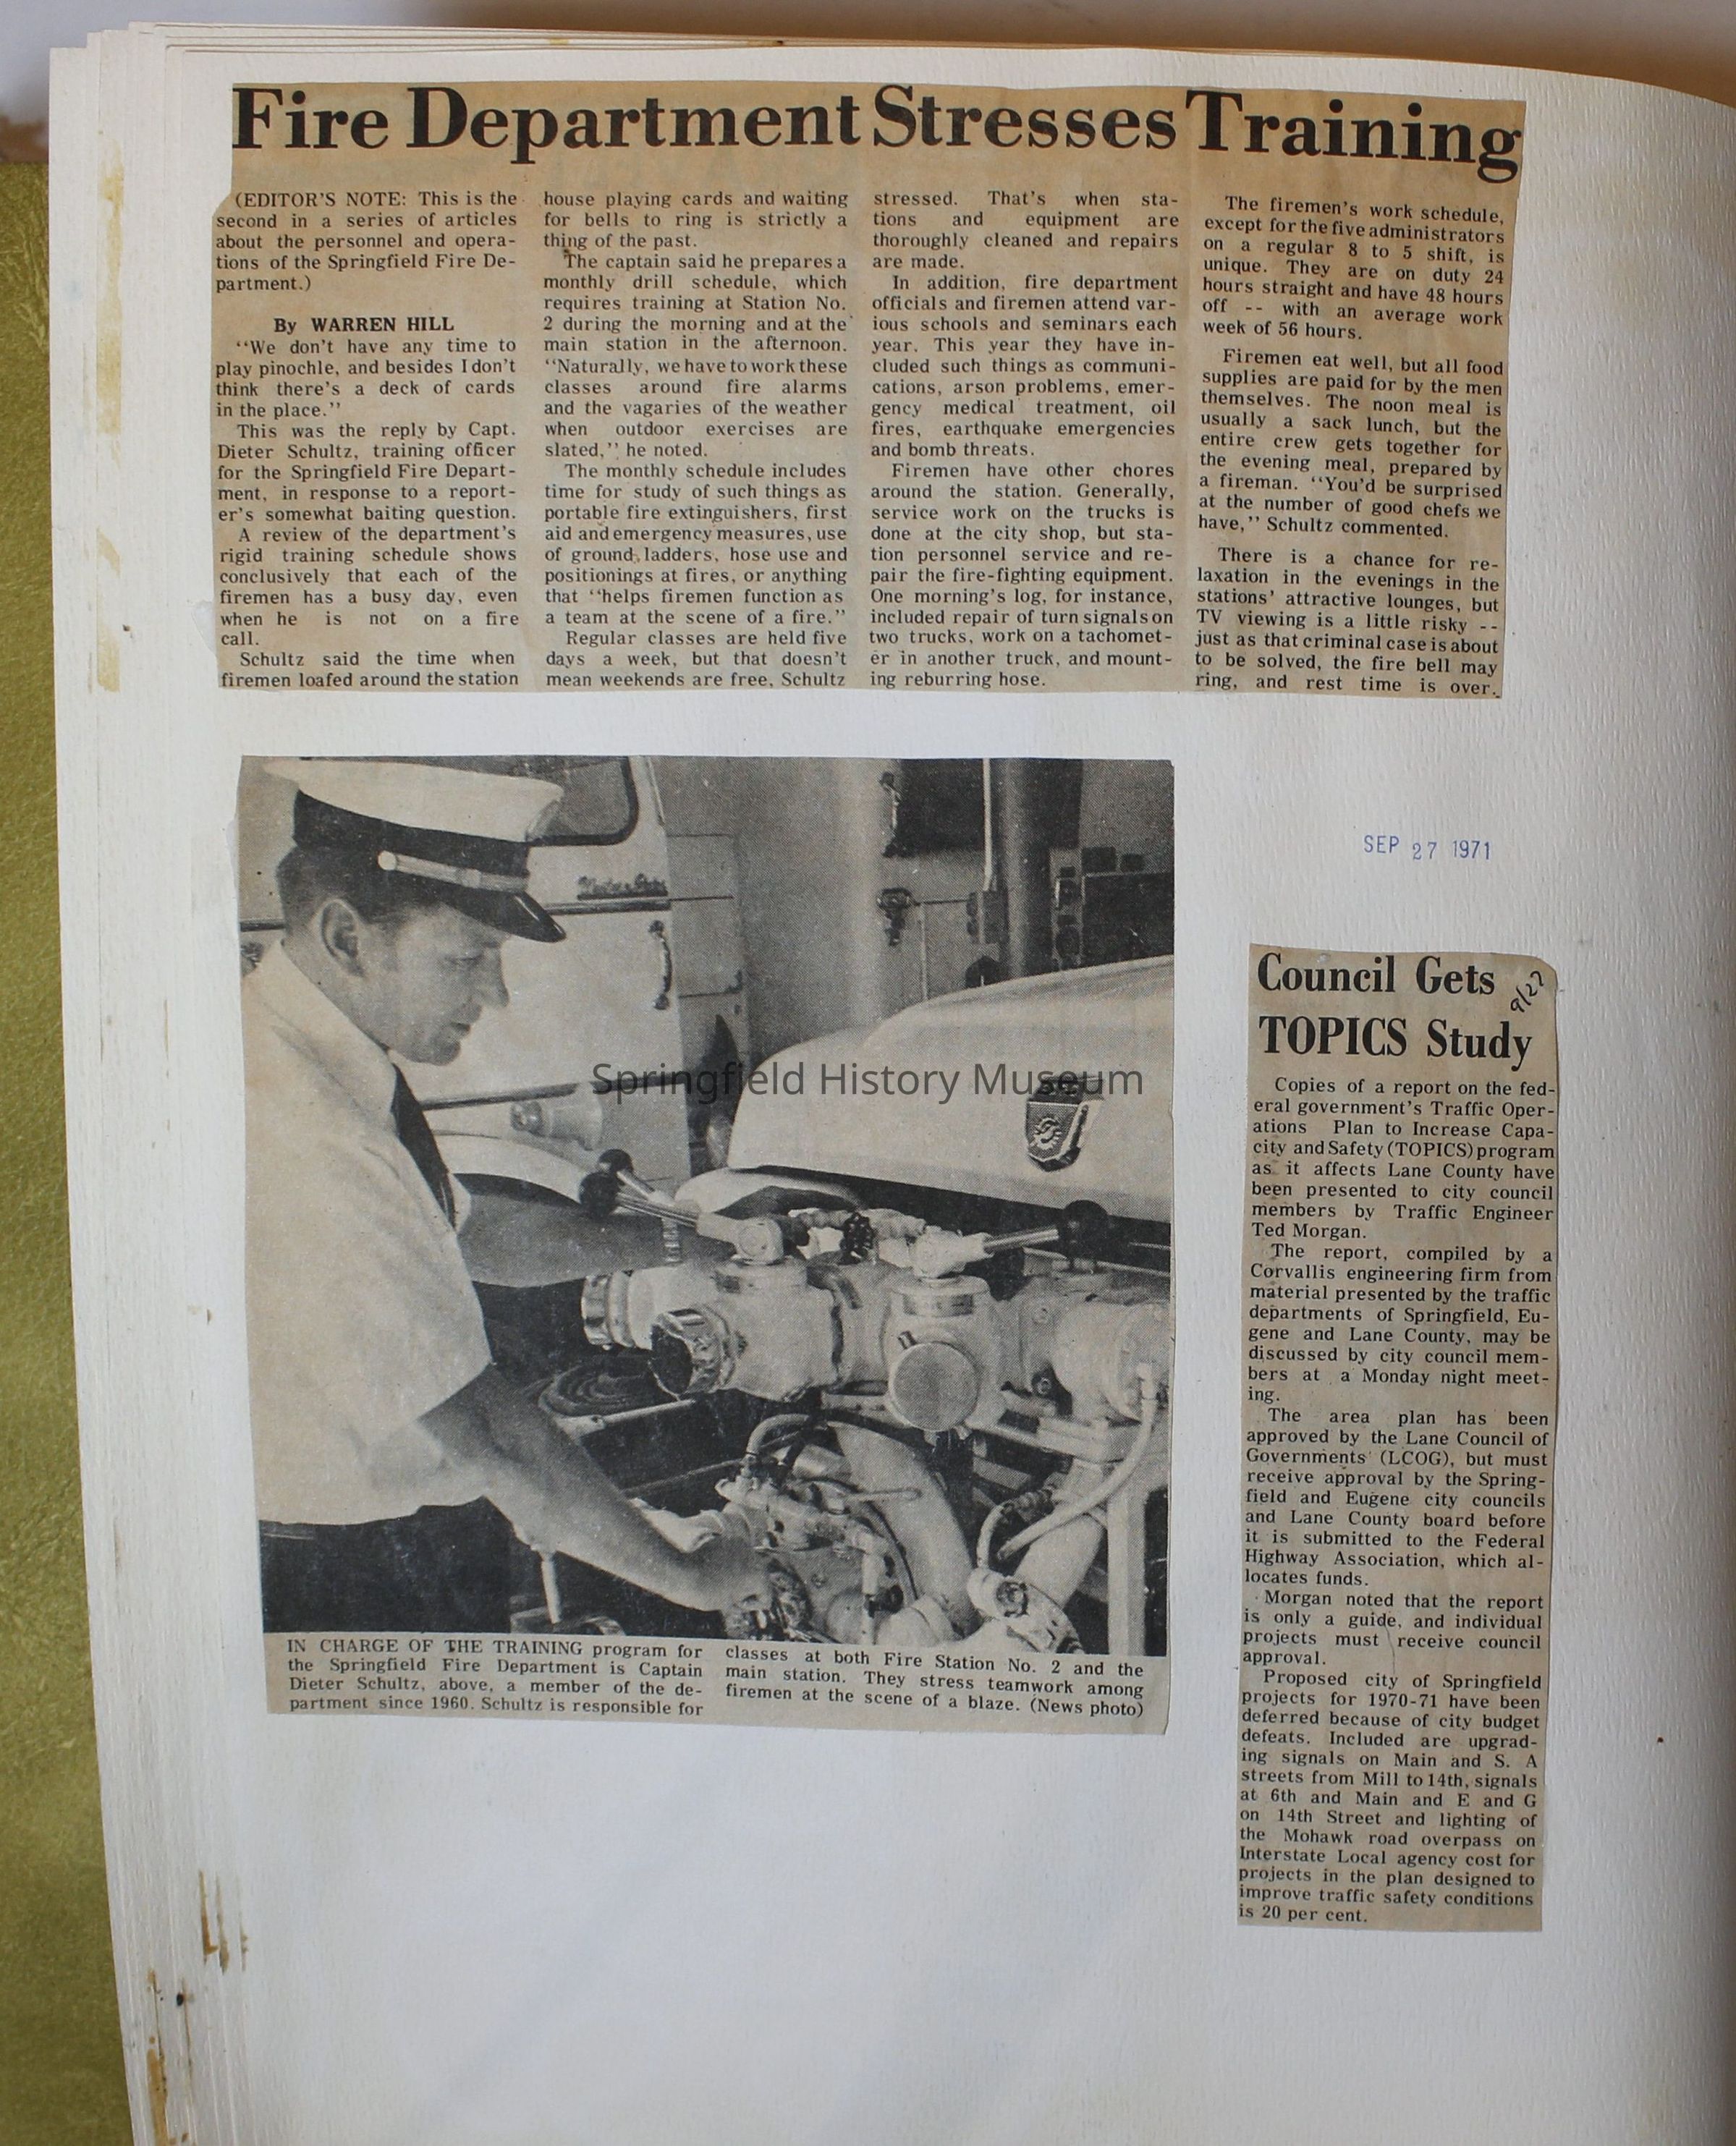 Fire Department Stresses Training
(EDITOR'S NOTE: This is the
second in a series of articles
about the personnel and opera-
tions of the Springfield Fire De-
partment.)
By WARREN HILL
"We don't have any time to
play pinochle, and besides I don't
think there's a deck of cards
in the place."
This was the reply by Capt.
Dieter Schultz, training officer
for the Springfield Fire Depart-
ment, in response to a report-
er's somewhat baiting question.
A review of the department's
rigid training schedule shows
conclusively that each of the
firemen has a busy day, even
when he is not on a fire
call.
Schultz said the time when
firemen loafed around the station
house playing cards and waiting
for bells to ring is strictly a
thing of the past.
The captain said he prepares a
monthly drill schedule, which
requires training at Station No.
2 during the morning and at the
main station in the afternoon.
"Naturally, we have to work these
classes around fire alarms
and the vagaries of the weather
when outdoor exercises are
slated," he noted.
The monthly schedule includes
time for study of such things as
portable fire extinguishers, first
aid and emergency measures, use
of ground ladders, hose use and
positionings at fires, or anything
that "helps firemen function as
a team at the scene of a fire."
Regular classes are held five
days a week, but that doesn't
mean weekends are free, Schultz
stressed. That's when sta-
tions and equipment are
thoroughly cleaned and repairs
are made.
In addition, fire department
officials and firemen attend var-
ious schools and seminars each
year. This year they have in-
cluded such things as communi-
cations, arson problems, emer-
gency medical treatment, oil
fires, earthquake emergencies
and bomb threats.
Firemen have other chores
around the station. Generally,
service work on the trucks is
done at the city shop, but sta-
tion personnel service and re-
pair the fire-fighting equipment.
One morning's log, for instance,
included repair of turn signals on
two trucks, work on a tachomet-
er in another truck, and mount-
ing reburring hose.
The firemen's work schedule,
except for the five administrators
on a regular 8 to 5 shift, is
unique. They are on duty 24
hours straight and have 48 hours
off -- with an average work
week of 56 hours.
Firemen eat well, but all food
supplies are paid for by the men
themselves. The noon meal is
usually a sack lunch, but the
entire crew gets together for
the evening meal, prepared by
a fireman. "You'd be surprised
at the number of good chefs we
have," Schultz commented.
There is a chance for re-
laxation in the evenings in the
stations' attractive lounges, but
TV viewing is a little risky --
just as that criminal case is about
to be solved, the fire bell may
ring, and rest time is over.
Springfield History Museum
IN CHARGE OF THE TRAINING program for
the Springfield Fire Department is Captain
Dieter Schultz, above, a member of the de-
partment since 1960. Schultz is responsible for
classes at both Fire Station No. 2 and the
main station. They stress teamwork among
firemen at the scene of a blaze. (News photo)
SEP 27 1971
Council Gets
9/27
TOPICS Study
Copies of a report on the fed-
eral government's Traffic Oper-
ations Plan to Increase Capa-
city and Safety (TOPICS) program
as it affects Lane County have
been presented to city council
members by Traffic Engineer
Ted Morgan.
The report, compiled by a
Corvallis engineering firm from
material presented by the traffic
departments of Springfield, Eu-
gene and Lane County, may be
discussed by city council mem-
bers at a Monday night meet-
ing.
The area plan has been
approved by the Lane Council of
Governments (LCOG), but must
receive approval by the Spring-
field and Eugene city councils
and Lane County board before
it is submitted to the Federal
Highway Association, which al-
locates funds.
Morgan noted that the report
is only a guide, and individual
projects must receive council
approval.
Proposed city of Springfield
projects for 1970-71 have been
deferred because of city budget
defeats. Included are upgrad-
ing signals on Main and S. A
streets from Mill to 14th, signals
at 6th and Main and E and G
on 14th Street and lighting of
the Mohawk road overpass on
Interstate Local agency cost for
projects in the plan designed to
improve traffic safety conditions
is 20 per cent.